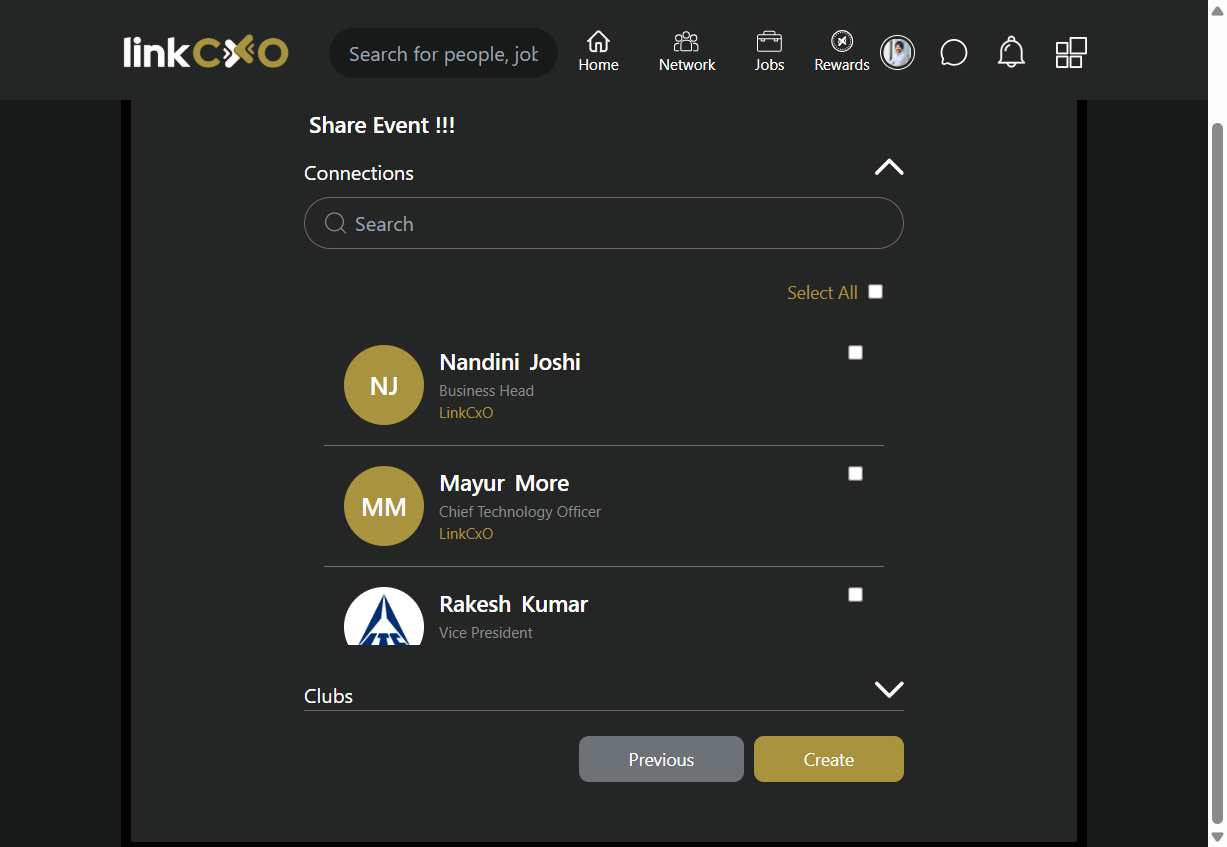 linkCXO
Search for people, job
Home
Network
Jobs
Rewards
Share Event !!!
Connections
Search
Select All
NJ
Nandini Joshi
Business Head
LinkCxO
MM
Mayur More
Chief Technology Officer
LinkCxO
Rakesh Kumar
Vice President
Clubs
Previous
Create